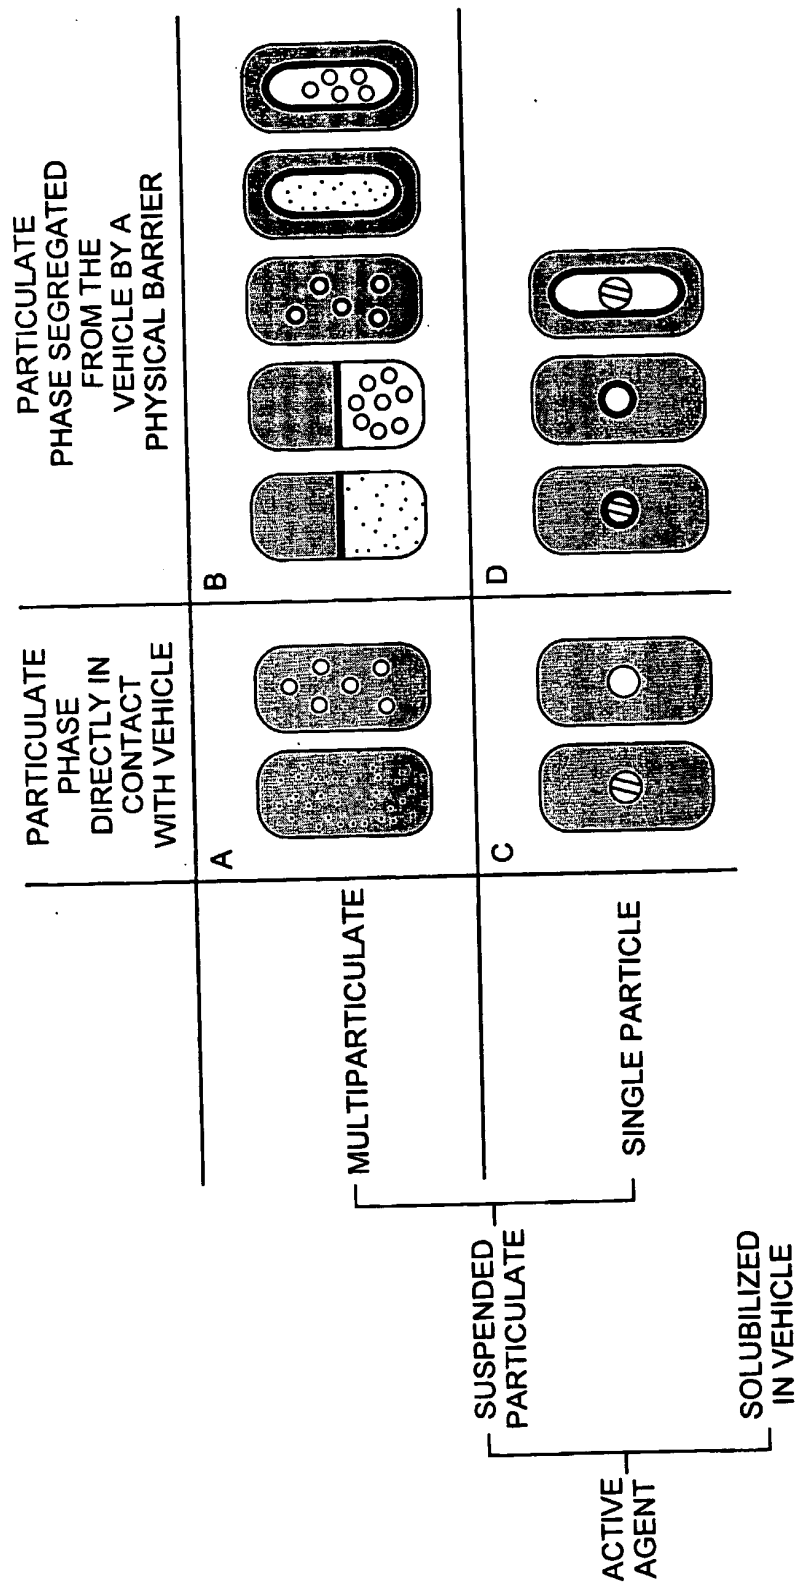 PARTICULATE
PHASE
DIRECTLY IN
CONTACT
WITH VEHICLE
PARTICULATE
PHASE SEGREGATED
FROM THE
VEHICLE BY A
PHYSICAL BARRIER
A
B
MULTIPARTICULATE
C
D
SINGLE PARTICLE
SUSPENDED
PARTICULATE
SOLUBILIZED
IN VEHICLE
ACTIVE
AGENT